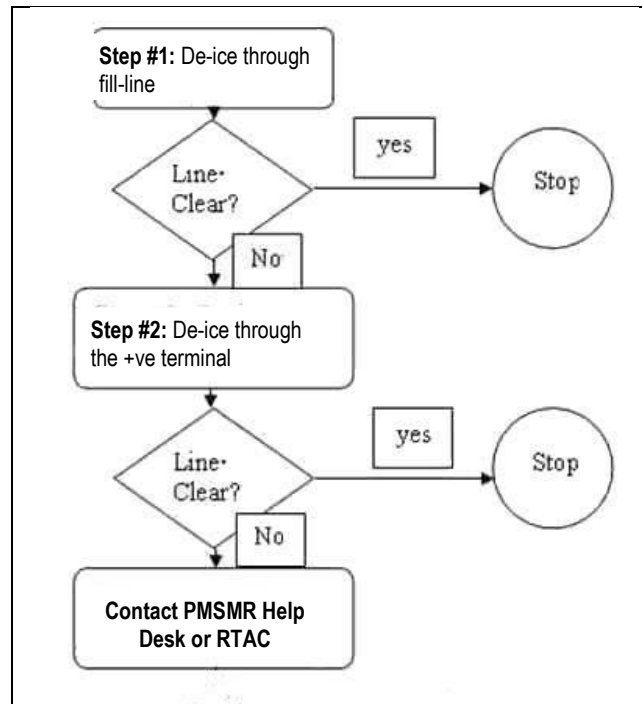 Step #1: De-ice through
fill-line
Line·
Clear?
yes
Stop
No
Step #2: De-ice through
the +ve terminal
Line·
Clear?
yes
Stop
No
Contact PMSMR Help
Desk or RTAC